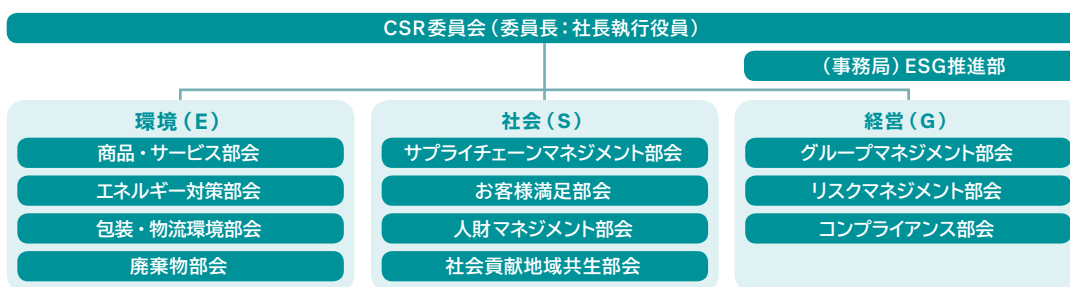 CSR委員会（委員長：社長執行役員）
（事務局）ESG推進部
環境（E）
商品・サービス部会
エネルギー対策部会
包装・物流環境部会
廃棄物部会
社会（S）
サプライチェーンマネジメント部会
お客様満足部会
人財マネジメント部会
社会貢献地域共生部会
経営（G）
グループマネジメント部会
リスクマネジメント部会
コンプライアンス部会